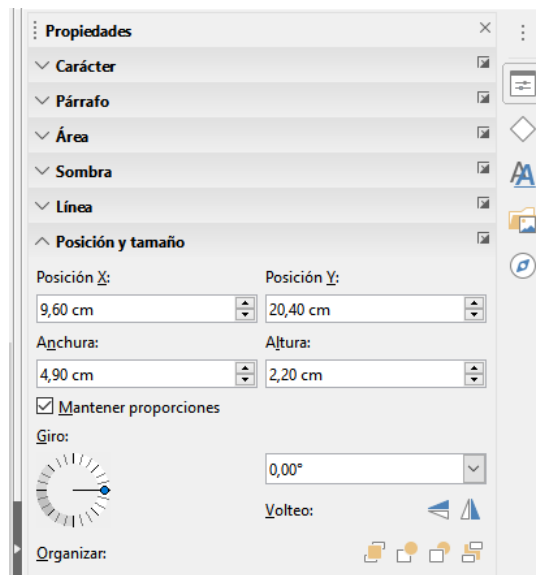 Propiedades
Carácter
Párrafo
Área
Sombra
Línea
Posición y tamaño
Posición X: Posición Y:
9,60 cm 20,40 cm
Anchura: Altura:
4,90 cm 2,20 cm
Mantener proporciones
Giro:
0,00°
Volteo:
Organizar: